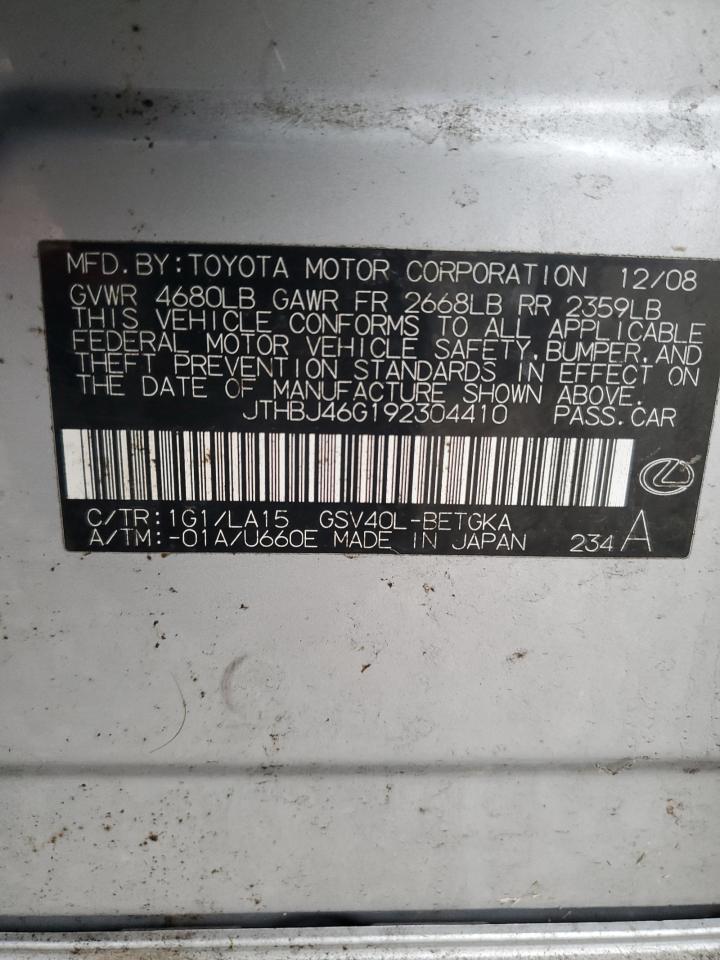 MFD. BY: TOYOTA MOTOR CORPORATION 12/08
GVWR 4680LB GAWR FR 2668LB RR 2359LB
THIS VEHICLE CONFORMS TO ALL APPLICABLE
FEDERAL MOTOR VEHICLE SAFETY, BUMPER, AND
THEFT PREVENTION STANDARDS IN EFFECT ON
THE DATE OF MANUFACTURE SHOWN ABOVE.
JTHBJ46G192304410 PASS. CAR
C/TR: 1G1/LA15 GSV40L-BETGKA
A/TM: -01A/U660E MADE IN JAPAN 234 A